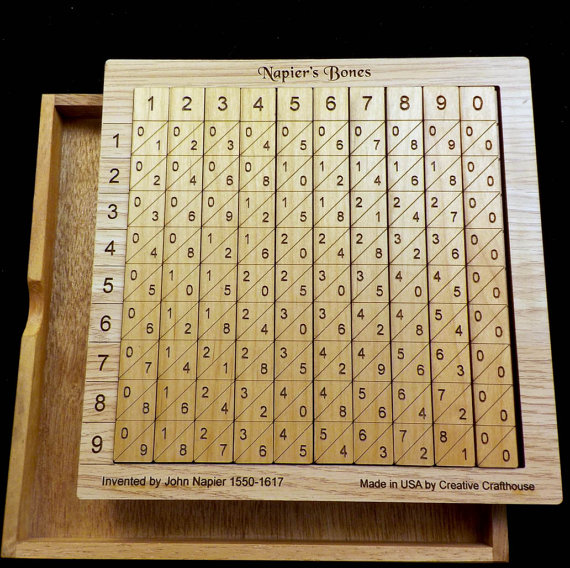 Napier's Bones
1 2 3 4 5 6 7 8 9 0
1 0/1 0/2 0/3 0/4 0/5 0/6 0/7 0/8 0/9 0/0
2 0/2 0/4 0/6 0/8 1/0 1/2 1/4 1/6 1/8 0/0
3 0/3 0/6 0/9 1/2 1/5 1/8 2/1 2/4 2/7 0/0
4 0/4 0/8 1/2 1/6 2/0 2/4 2/8 3/2 3/6 0/0
5 0/5 1/0 1/5 2/0 2/5 3/0 3/5 4/0 4/5 0/0
6 0/6 1/2 1/8 2/4 3/0 3/6 4/2 4/8 5/4 0/0
7 0/7 1/4 2/1 2/8 3/5 4/2 4/9 5/6 6/3 0/0
8 0/8 1/6 2/4 3/2 4/0 4/8 5/6 6/4 7/2 0/0
9 0/9 1/8 2/7 3/6 4/5 5/4 6/3 7/2 8/1 0/0
Invented by John Napier 1550-1617
Made in USA by Creative Crafthouse